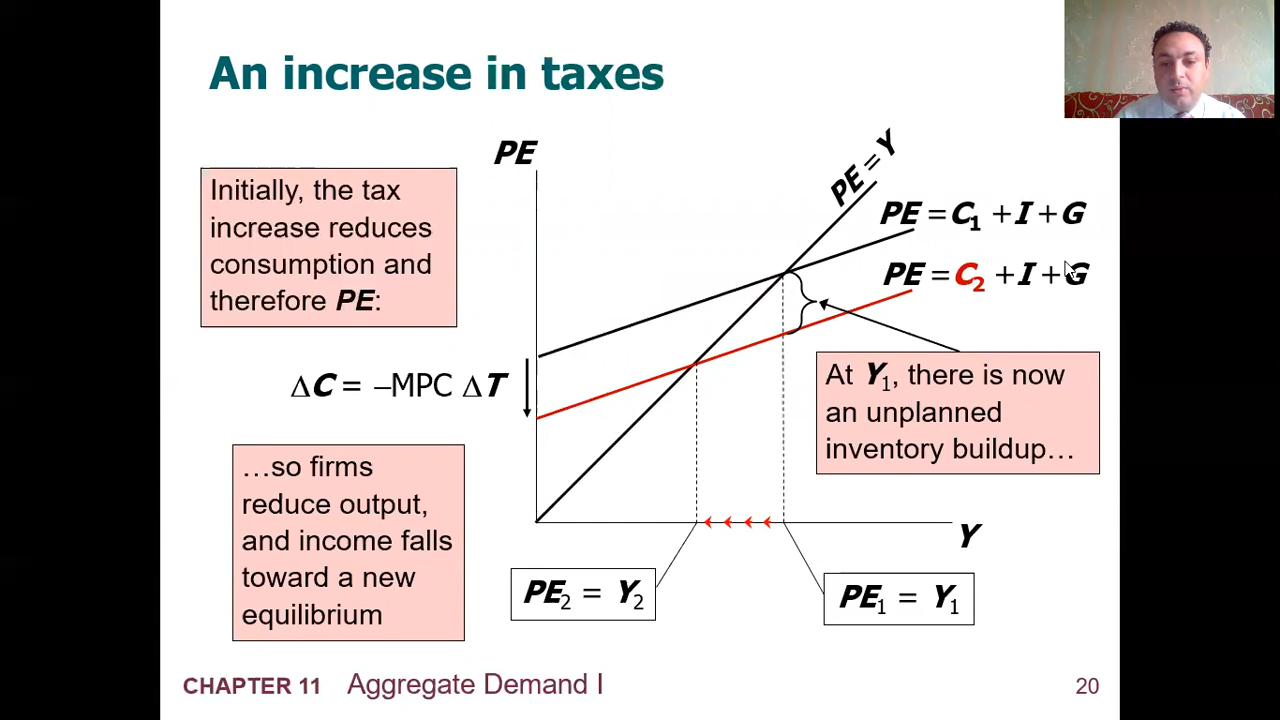 An increase in taxes
Initially, the tax
increase reduces
consumption and
therefore PE:
PE
PE = Y
PE = C₁ + I + G
PE = C₂ + I + G
ΔC = −MPC ΔT
At Y₁, there is now
an unplanned
inventory buildup…
…so firms
reduce output,
and income falls
toward a new
equilibrium
Y
PE₂ = Y₂
PE₁ = Y₁
CHAPTER 11 Aggregate Demand I
20